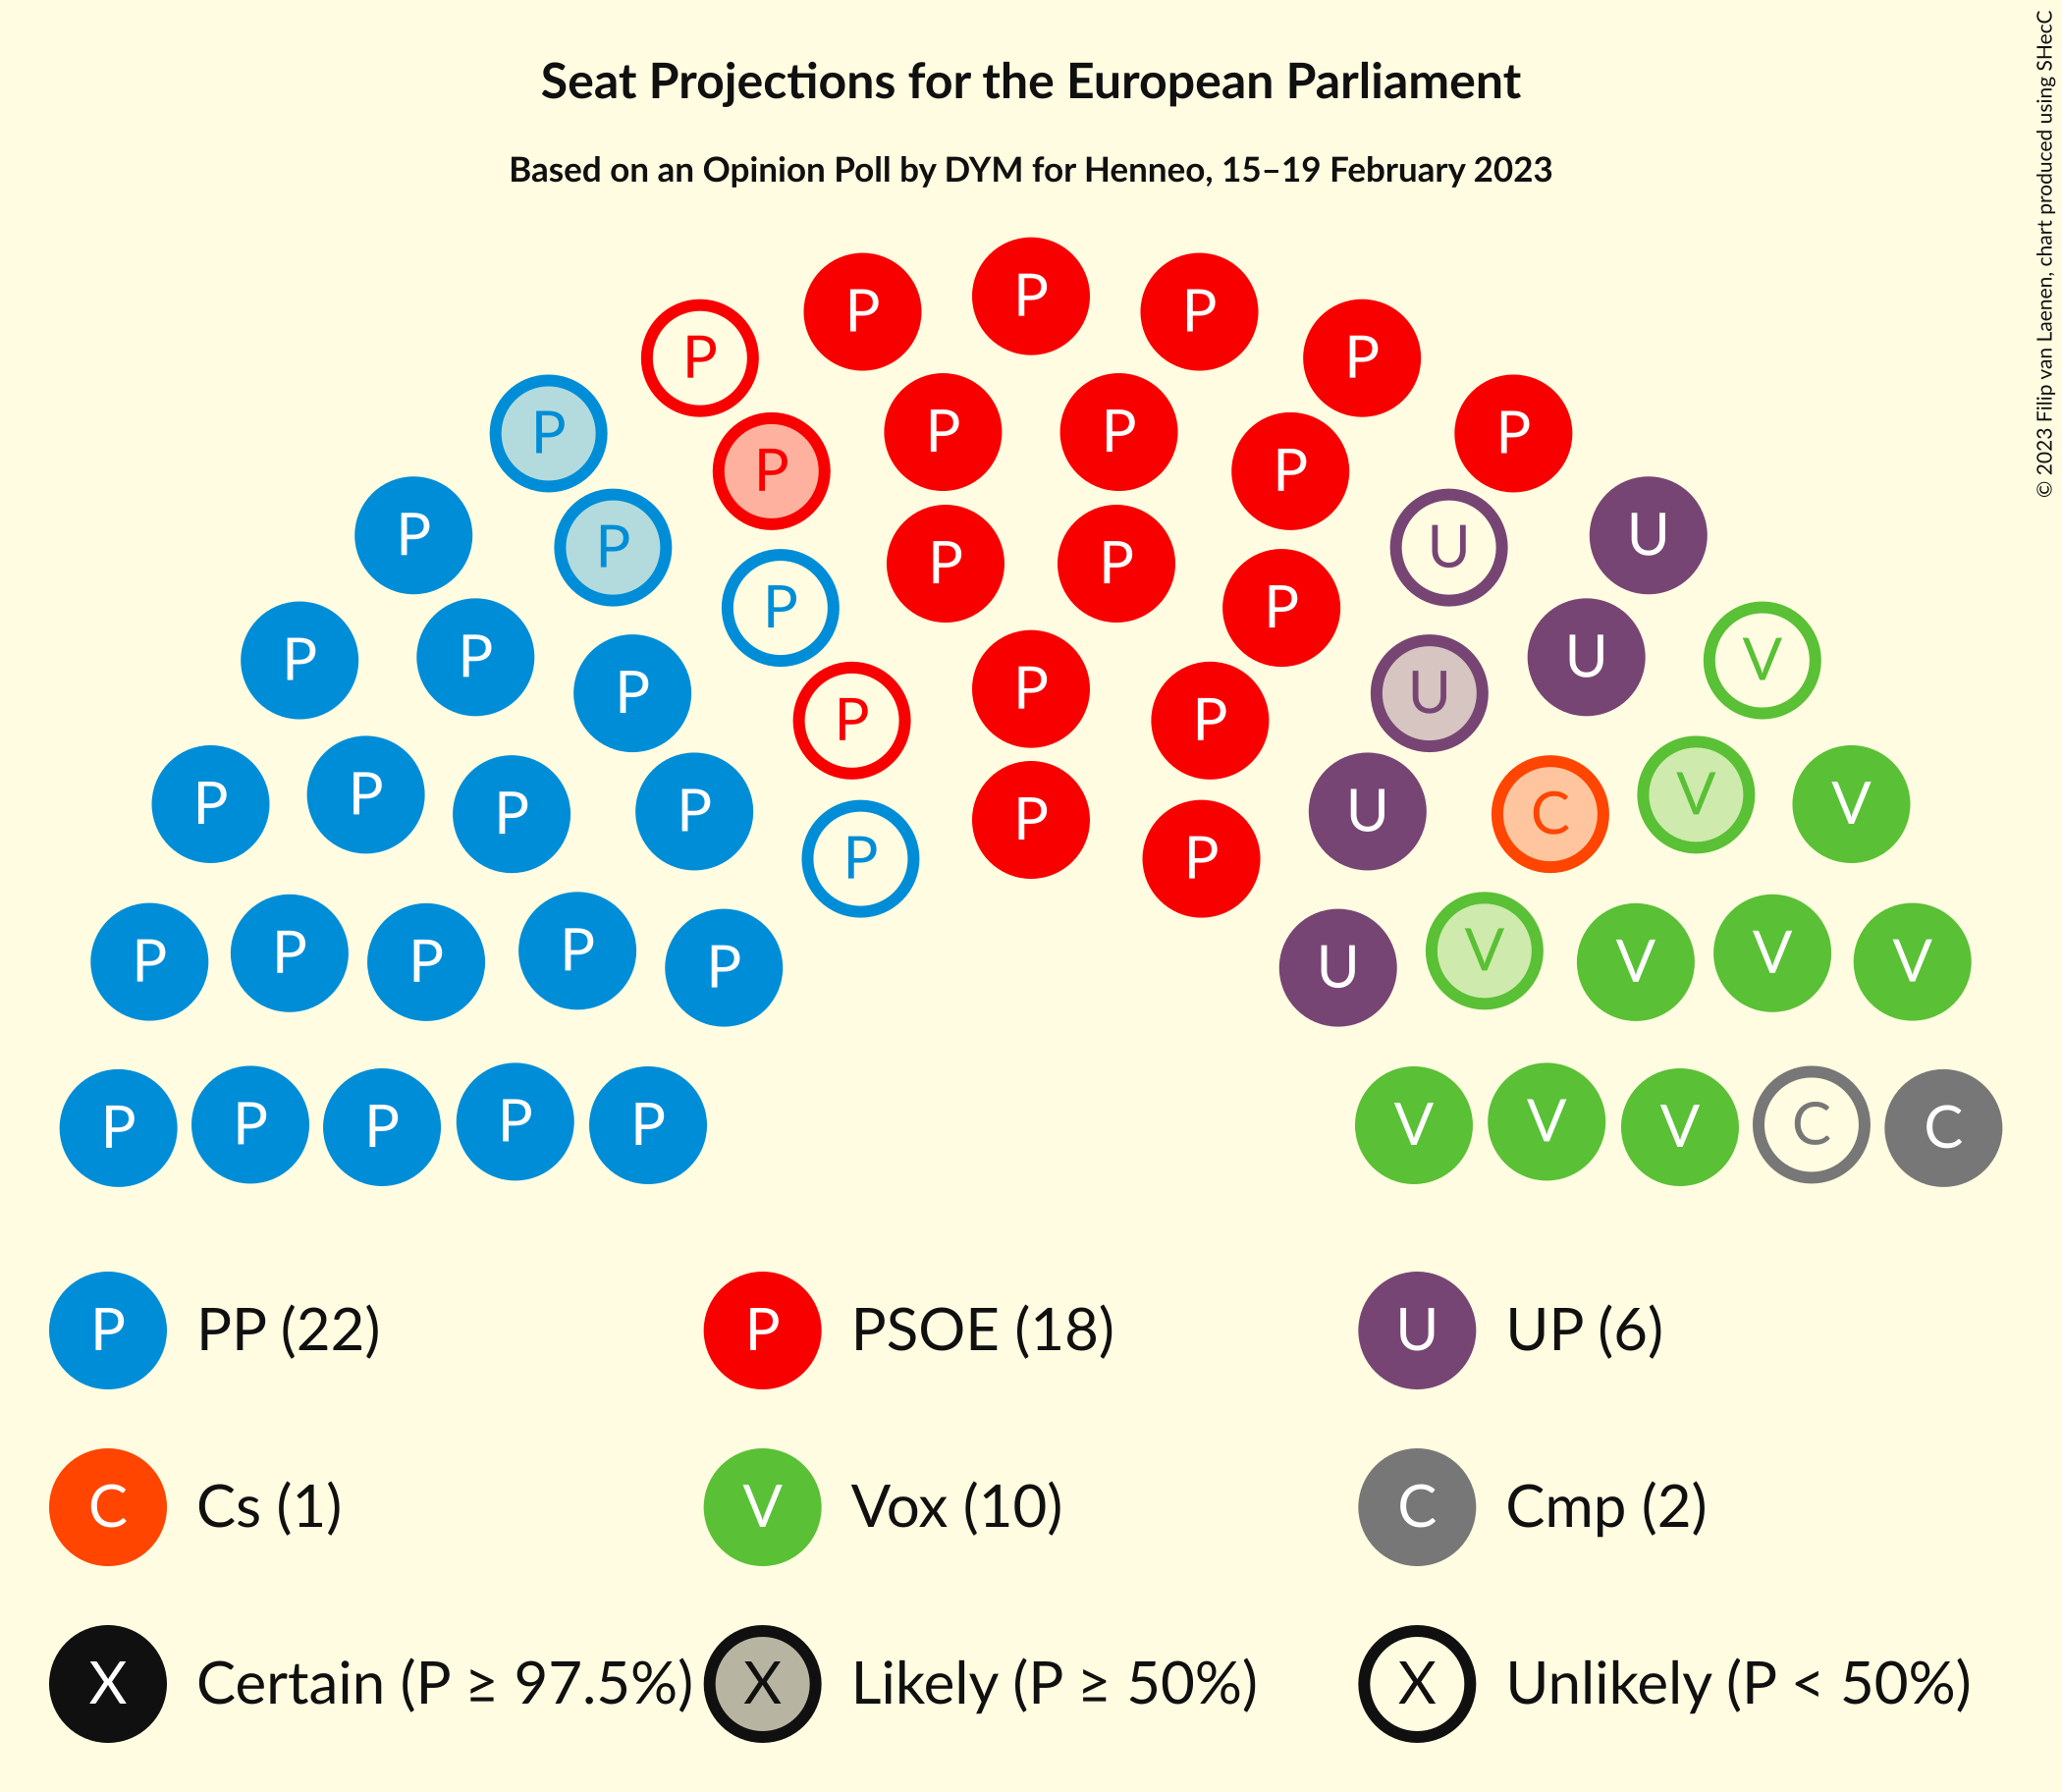 Seat Projections for the European Parliament
Based on an Opinion Poll by DYM for Henneo, 15–19 February 2023
© 2023 Filip van Laenen, chart produced using SHecC
P
P P
P P
P P P
P P P P P
P P P U U
P P P P U
P P P U U V
P P P P
P P P P U C V V
P P P
P P P P P U V V V V
P P P P P V V V C C
P PP (22) P PSOE (18) U UP (6)
C Cs (1) V Vox (10) C Cmp (2)
X Certain (P ≥ 97.5%) X Likely (P ≥ 50%) X Unlikely (P < 50%)